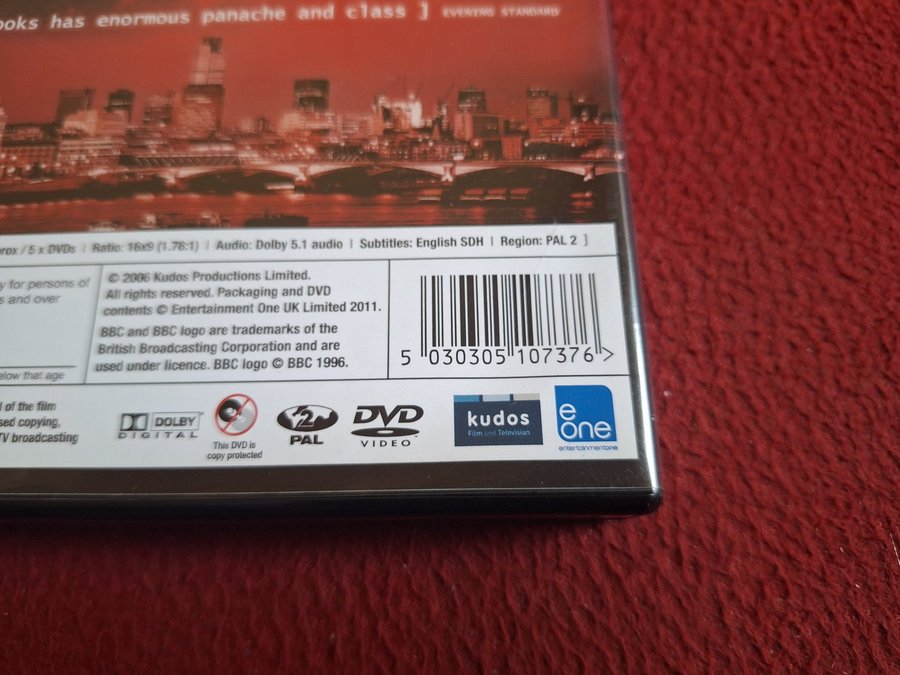 ooks has enormous panache and class ] EVENING STANDARD
rox / 5 x DVDs | Ratio: 16x9 (1.78:1) | Audio: Dolby 5.1 audio | Subtitles: English SDH | Region: PAL 2 ]
y for persons of
s and over
elow that age
© 2006 Kudos Productions Limited.
All rights reserved. Packaging and DVD
contents © Entertainment One UK Limited 2011.
BBC and BBC logo are trademarks of the
British Broadcasting Corporation and are
used under licence. BBC logo © BBC 1996.
5 030305 107376 >
l of the film
sed copying,
TV broadcasting
DOLBY
DIGITAL
This DVD is
copy protected
2
PAL
DVD
VIDEO
kudos
Film and Television
e
one
entertainmentone